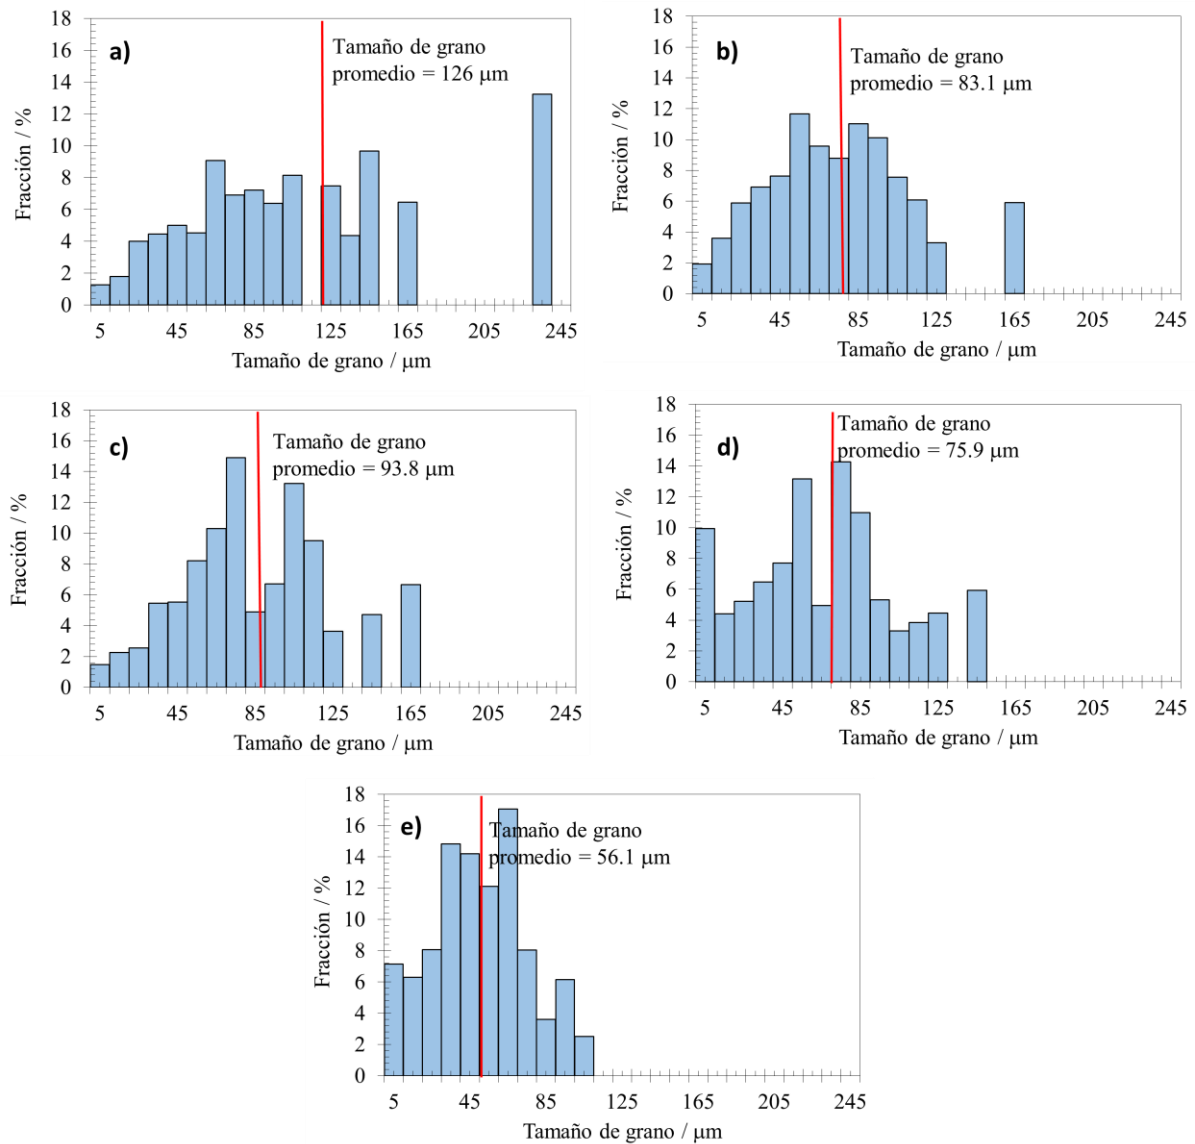 18
16
14
12
10
8
6
4
2
0
Fracción / %
a)
Tamaño de grano
promedio = 126 μm
5 45 85 125 165 205 245
Tamaño de grano / μm
18
16
14
12
10
8
6
4
2
0
Fracción / %
b)
Tamaño de grano
promedio = 83.1 μm
5 45 85 125 165 205 245
Tamaño de grano / μm
18
16
14
12
10
8
6
4
2
0
Fracción / %
c)
Tamaño de grano
promedio = 93.8 μm
5 45 85 125 165 205 245
Tamaño de grano / μm
18
16
14
12
10
8
6
4
2
0
Fracción / %
d)
Tamaño de grano
promedio = 75.9 μm
5 45 85 125 165 205 245
Tamaño de grano / μm
18
16
14
12
10
8
6
4
2
0
Fracción / %
e)
Tamaño de grano
promedio = 56.1 μm
5 45 85 125 165 205 245
Tamaño de grano / μm